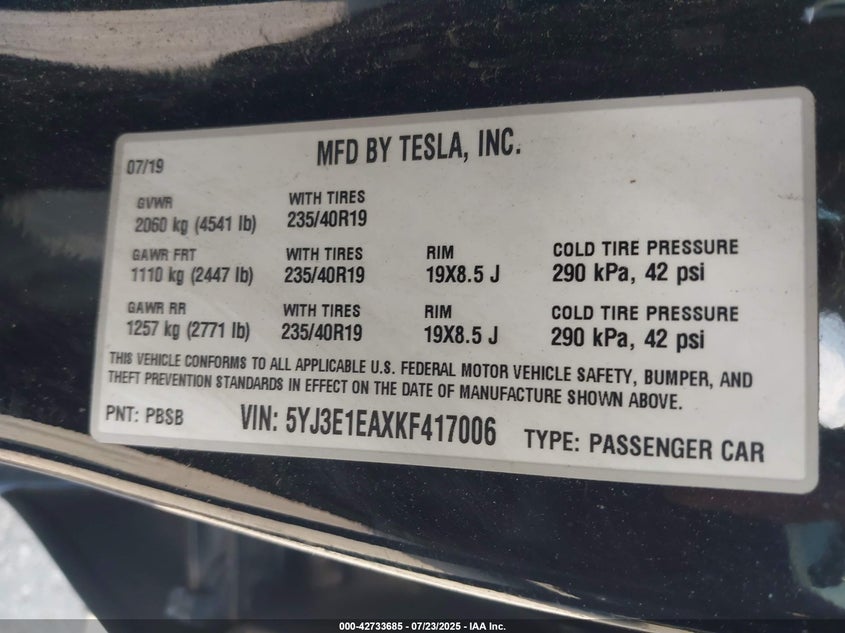 MFD BY TESLA, INC.
07/19
GVWR WITH TIRES
2060 kg (4541 lb) 235/40R19
GAWR FRT WITH TIRES RIM COLD TIRE PRESSURE
1110 kg (2447 lb) 235/40R19 19X8.5 J 290 kPa, 42 psi
GAWR RR WITH TIRES RIM COLD TIRE PRESSURE
1257 kg (2771 lb) 235/40R19 19X8.5 J 290 kPa, 42 psi
THIS VEHICLE CONFORMS TO ALL APPLICABLE U.S. FEDERAL MOTOR VEHICLE SAFETY, BUMPER, AND
THEFT PREVENTION STANDARDS IN EFFECT ON THE DATE OF MANUFACTURE SHOWN ABOVE.
PNT: PBSB VIN: 5YJ3E1EAXKF417006 TYPE: PASSENGER CAR
000-42733685 - 07/23/2025 - IAA Inc.